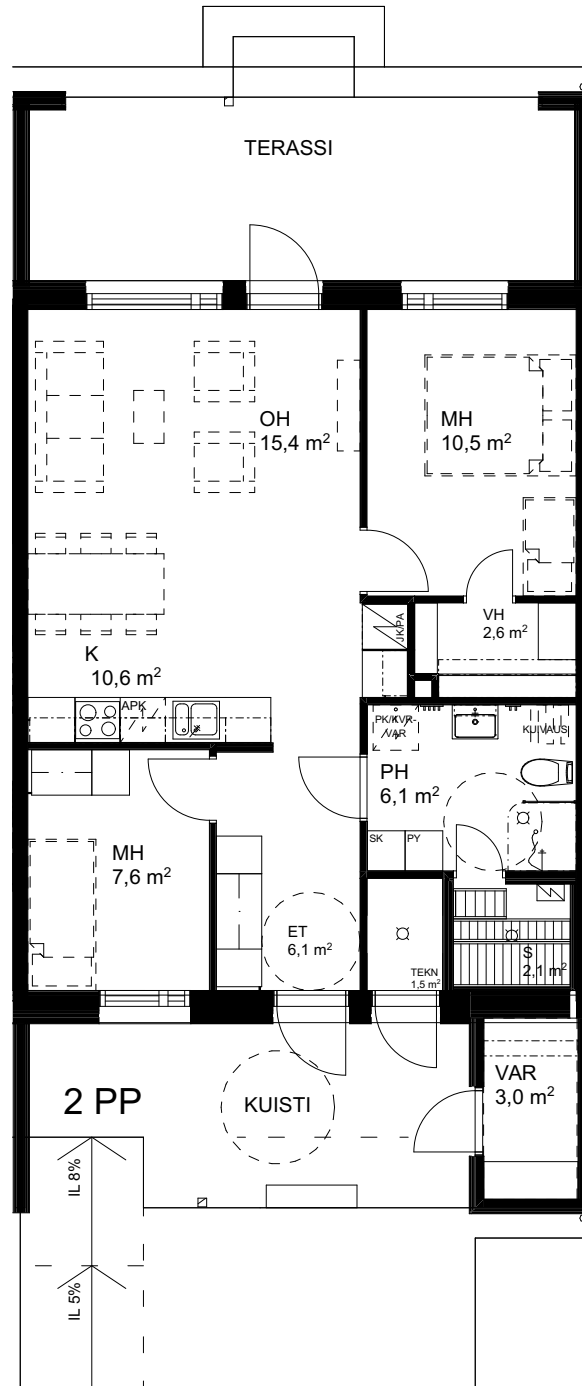 TERASSI
OH
15,4 m²
MH
10,5 m²
VH
2,6 m²
JK/PA
K
10,6 m²
APK
PK/KVR-
VAR
KUIVAUS
PH
6,1 m²
MH
7,6 m²
SK
PY
ET
6,1 m²
TEKN
1,5 m²
S
2,1 m²
2 PP
KUISTI
VAR
3,0 m²
IL 8%
IL 5%